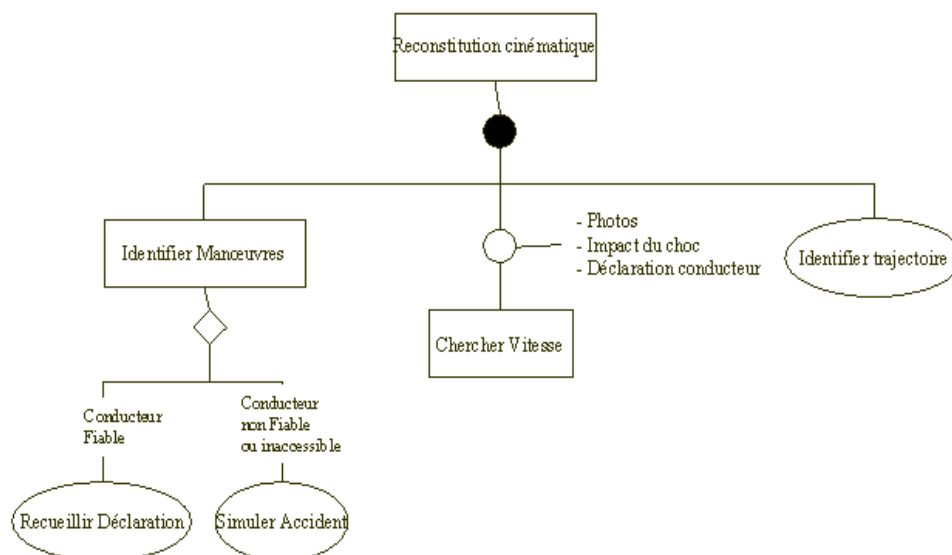 Reconstitution cinématique
Identifier Manœuvres
- Photos
- Impact du choc
- Déclaration conducteur
Identifier trajectoire
Chercher Vitesse
Conducteur
Fiable
Conducteur
non Fiable
ou inaccessible
Recueillir Déclaration
Simuler Accident